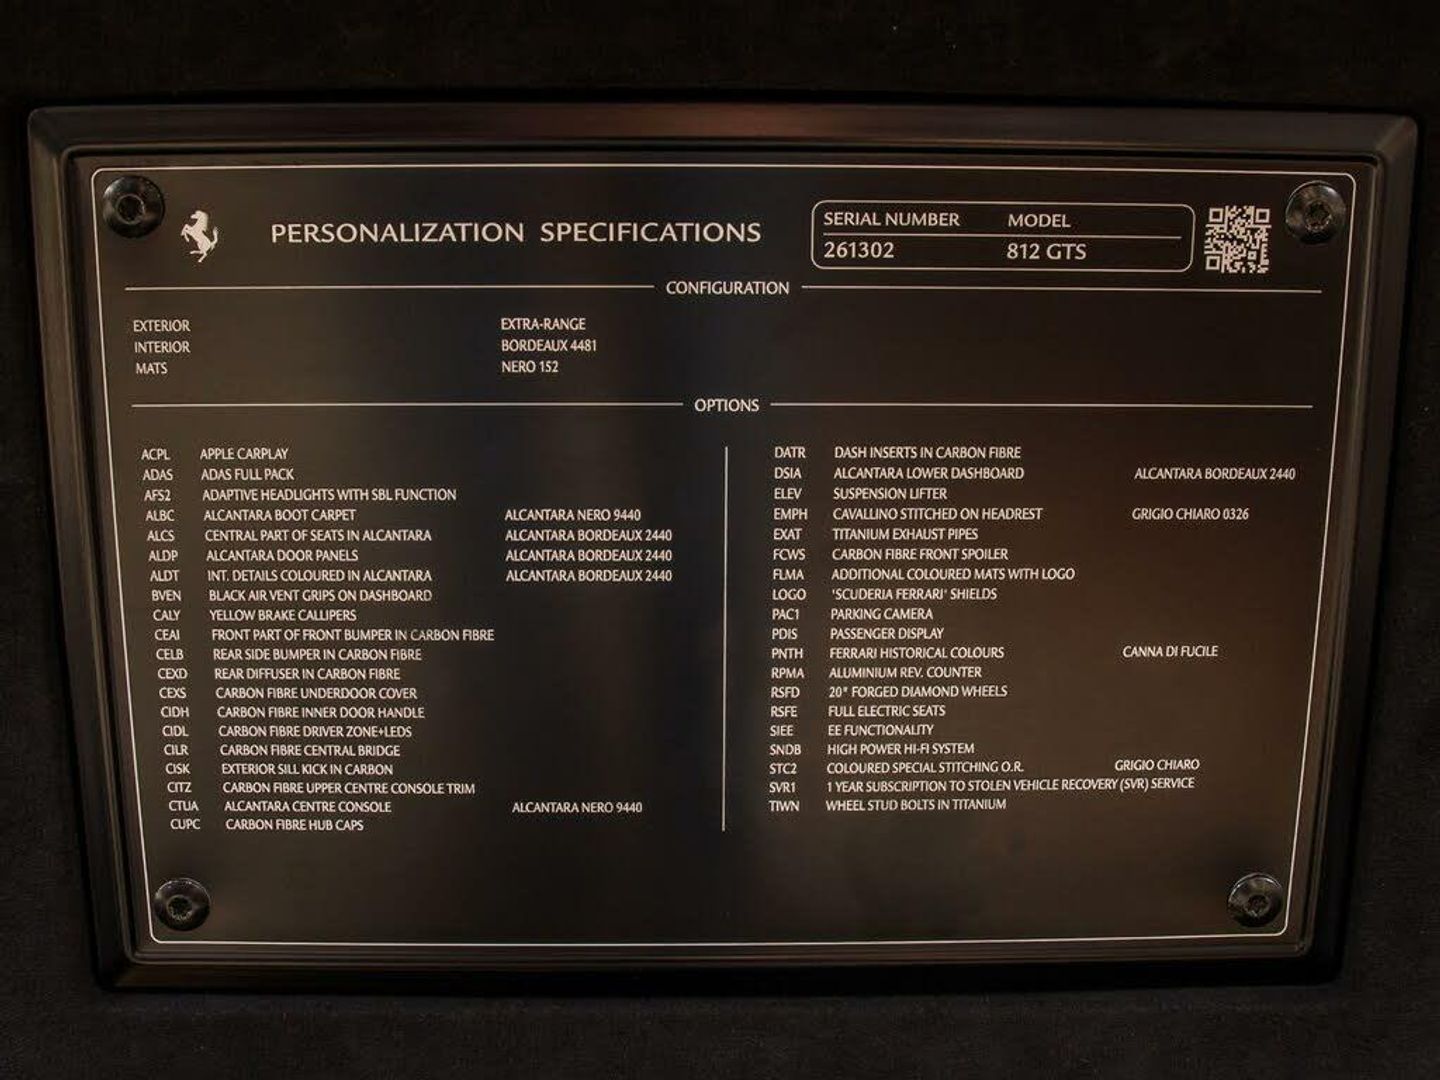 PERSONALIZATION SPECIFICATIONS
SERIAL NUMBER MODEL
261302 812 GTS
CONFIGURATION
EXTERIOR EXTRA-RANGE
INTERIOR BORDEAUX 4481
MATS NERO 152
OPTIONS
ACPL APPLE CARPLAY
ADAS ADAS FULL PACK
AFS2 ADAPTIVE HEADLIGHTS WITH SBL FUNCTION
ALBC ALCANTARA BOOT CARPET ALCANTARA NERO 9440
ALCS CENTRAL PART OF SEATS IN ALCANTARA ALCANTARA BORDEAUX 2440
ALDP ALCANTARA DOOR PANELS ALCANTARA BORDEAUX 2440
ALDT INT. DETAILS COLOURED IN ALCANTARA ALCANTARA BORDEAUX 2440
BVEN BLACK AIR VENT GRIPS ON DASHBOARD
CALY YELLOW BRAKE CALLIPERS
CEAI FRONT PART OF FRONT BUMPER IN CARBON FIBRE
CELB REAR SIDE BUMPER IN CARBON FIBRE
CEXD REAR DIFFUSER IN CARBON FIBRE
CEXS CARBON FIBRE UNDERDOOR COVER
CIDH CARBON FIBRE INNER DOOR HANDLE
CIDL CARBON FIBRE DRIVER ZONE+LEDS
CILR CARBON FIBRE CENTRAL BRIDGE
CISK EXTERIOR SILL KICK IN CARBON
CITZ CARBON FIBRE UPPER CENTRE CONSOLE TRIM
CTUA ALCANTARA CENTRE CONSOLE ALCANTARA NERO 9440
CUPC CARBON FIBRE HUB CAPS
DATR DASH INSERTS IN CARBON FIBRE
DSIA ALCANTARA LOWER DASHBOARD ALCANTARA BORDEAUX 2440
ELEV SUSPENSION LIFTER
EMPH CAVALLINO STITCHED ON HEADREST GRIGIO CHIARO 0326
EXAT TITANIUM EXHAUST PIPES
FCWS CARBON FIBRE FRONT SPOILER
FLMA ADDITIONAL COLOURED MATS WITH LOGO
LOGO 'SCUDERIA FERRARI' SHIELDS
PAC1 PARKING CAMERA
PDIS PASSENGER DISPLAY
PNTH FERRARI HISTORICAL COLOURS CANNA DI FUCILE
RPMA ALUMINIUM REV. COUNTER
RSFD 20" FORGED DIAMOND WHEELS
RSFE FULL ELECTRIC SEATS
SIEE EE FUNCTIONALITY
SNDB HIGH POWER HI-FI SYSTEM
STC2 COLOURED SPECIAL STITCHING O.R. GRIGIO CHIARO
SVR1 1 YEAR SUBSCRIPTION TO STOLEN VEHICLE RECOVERY (SVR) SERVICE
TIWN WHEEL STUD BOLTS IN TITANIUM